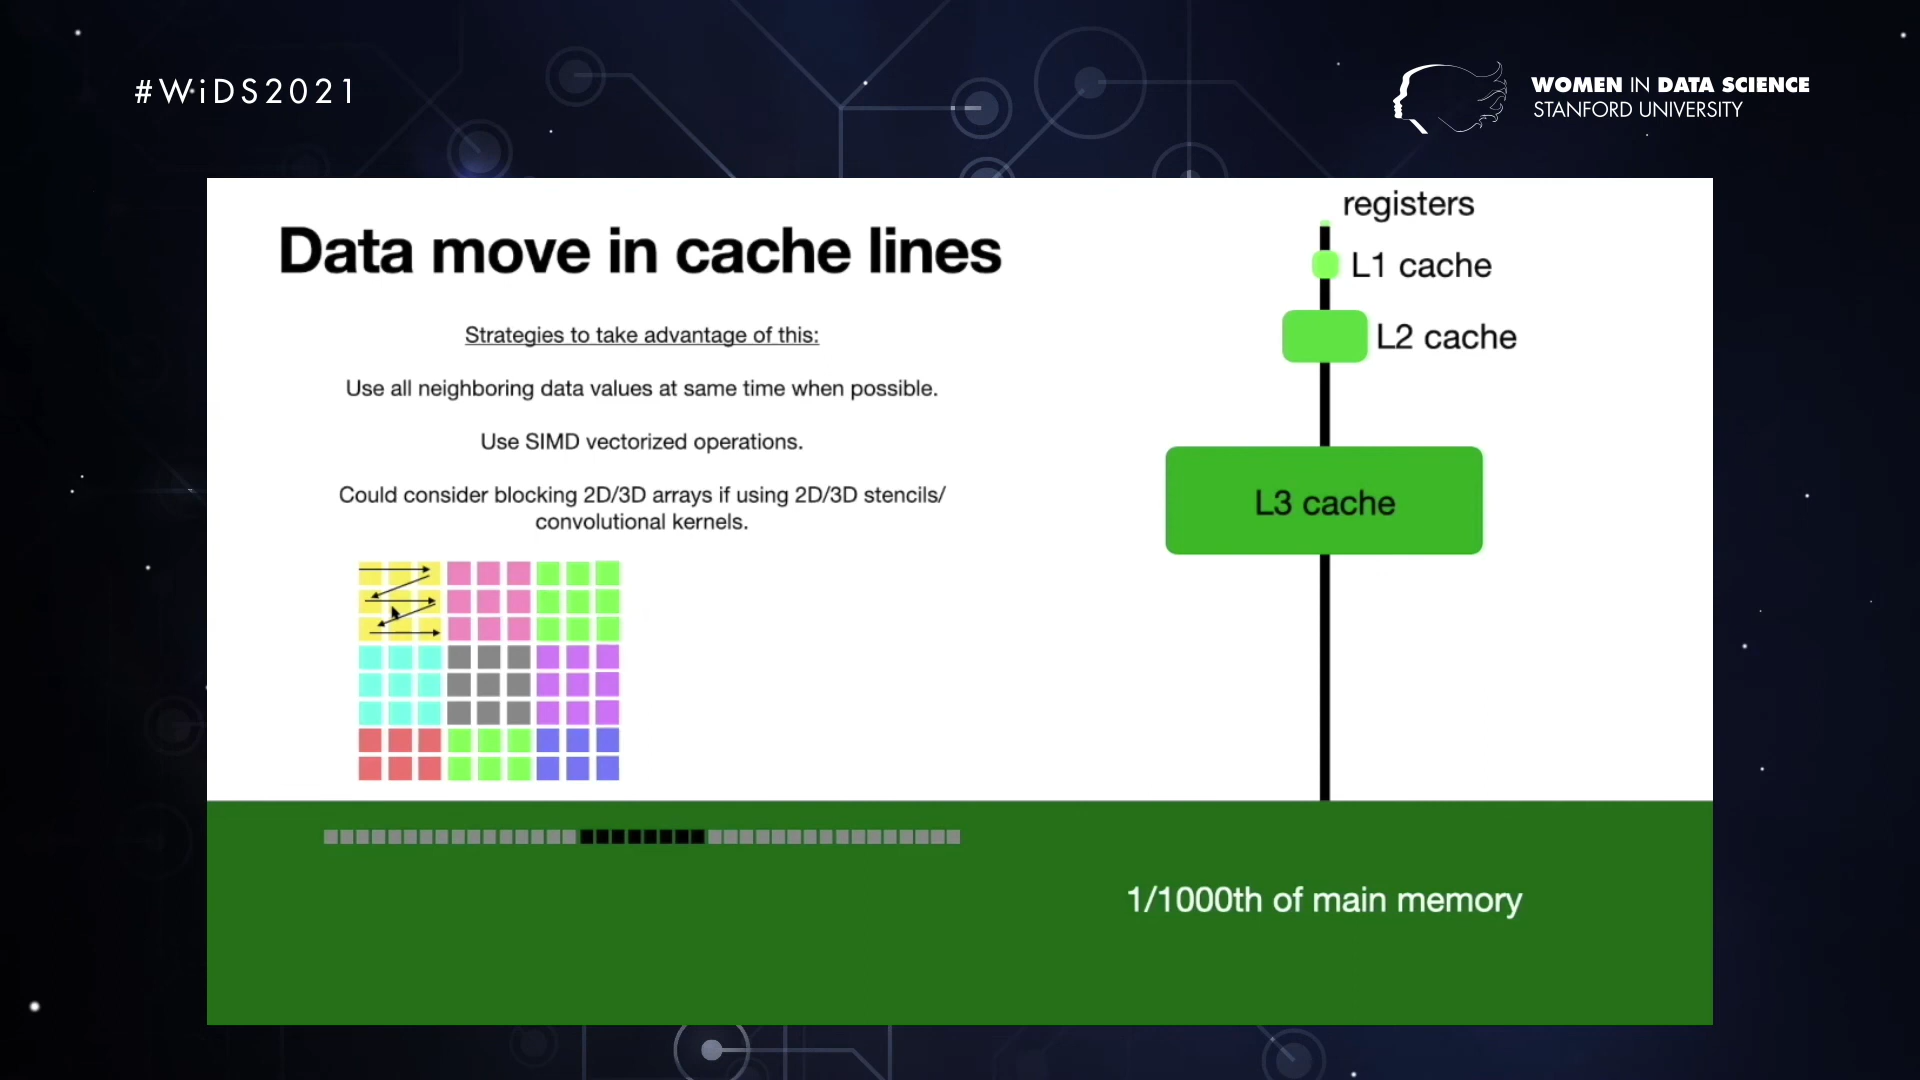 #WiDS2021
WOMEN IN DATA SCIENCE
STANFORD UNIVERSITY
Data move in cache lines
Strategies to take advantage of this:
Use all neighboring data values at same time when possible.
Use SIMD vectorized operations.
Could consider blocking 2D/3D arrays if using 2D/3D stencils/
convolutional kernels.
registers
L1 cache
L2 cache
L3 cache
1/1000th of main memory